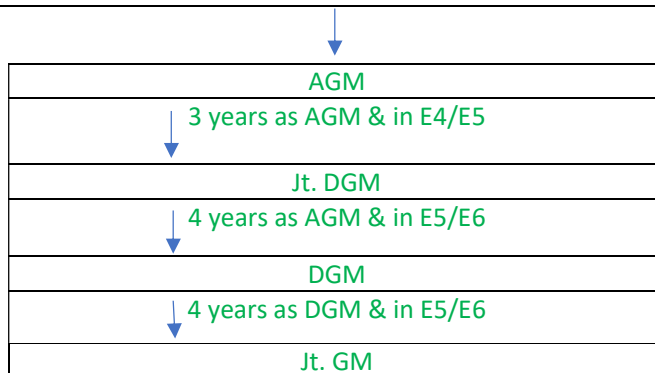 AGM
3 years as AGM & in E4/E5
Jt. DGM
4 years as AGM & in E5/E6
DGM
4 years as DGM & in E5/E6
Jt. GM